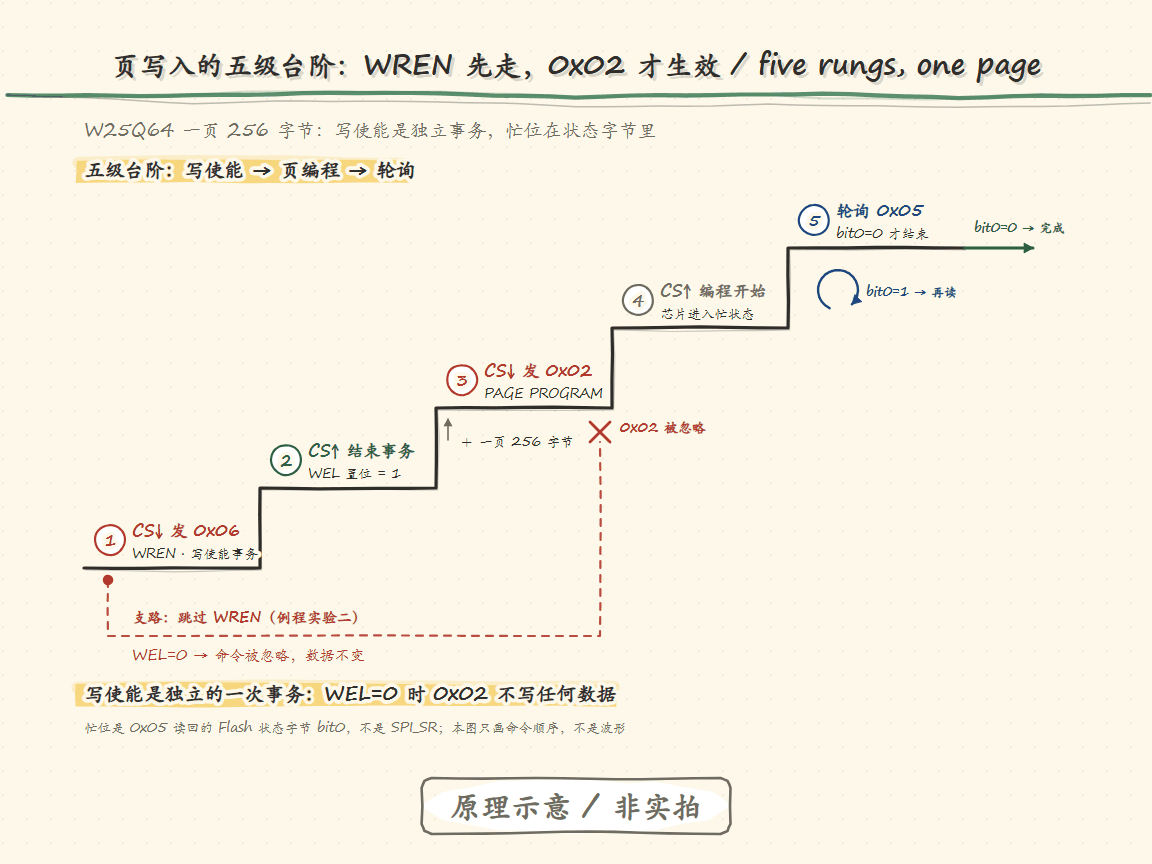 页写入的五级台阶：WREN 先走，0x02 才生效 / five rungs, one page
W25Q64 一页 256 字节：写使能是独立事务，忙位在状态字节里
五级台阶：写使能 → 页编程 → 轮询
5 轮询 0x05
bit0=0 才结束
bit0=0 → 完成
bit0=1 → 再读
4 CS↑ 编程开始
芯片进入忙状态
3 CS↓ 发 0x02
PAGE PROGRAM
+ 一页 256 字节
0x02 被忽略
2 CS↑ 结束事务
WEL 置位 = 1
1 CS↓ 发 0x06
WREN · 写使能事务
支路：跳过 WREN（例程实验二）
WEL=0 → 命令被忽略，数据不变
写使能是独立的一次事务：WEL=0 时 0x02 不写任何数据
忙位是 0x05 读回的 Flash 状态字节 bit0，不是 SPI_SR；本图只画命令顺序，不是波形
原理示意 / 非实拍